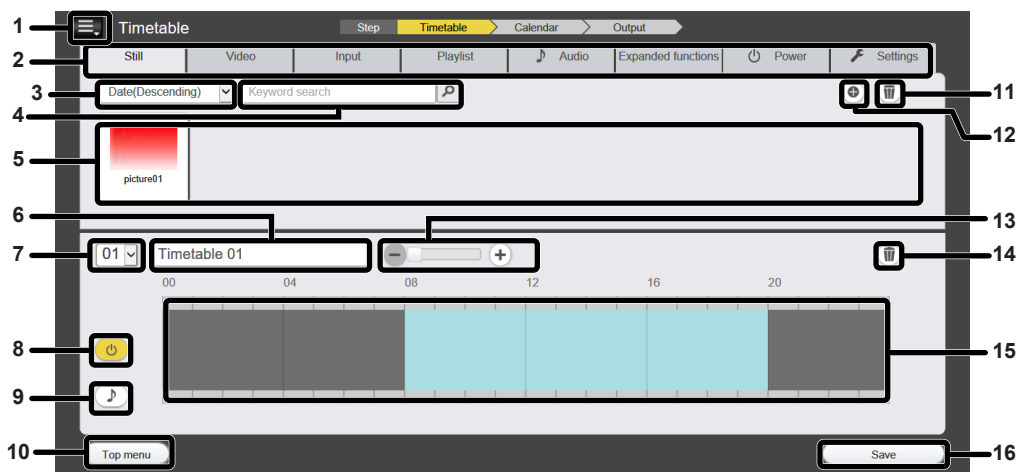 1
Timetable
Step
Timetable
Calendar
Output
2
Still
Video
Input
Playlist
Audio
Expanded functions
Power
Settings
3
Date(Descending)
Keyword search
11
4
12
5
picture01
6
13
7
01
Timetable 01
14
00
04
08
12
16
20
8
15
9
10
Top menu
Save
16